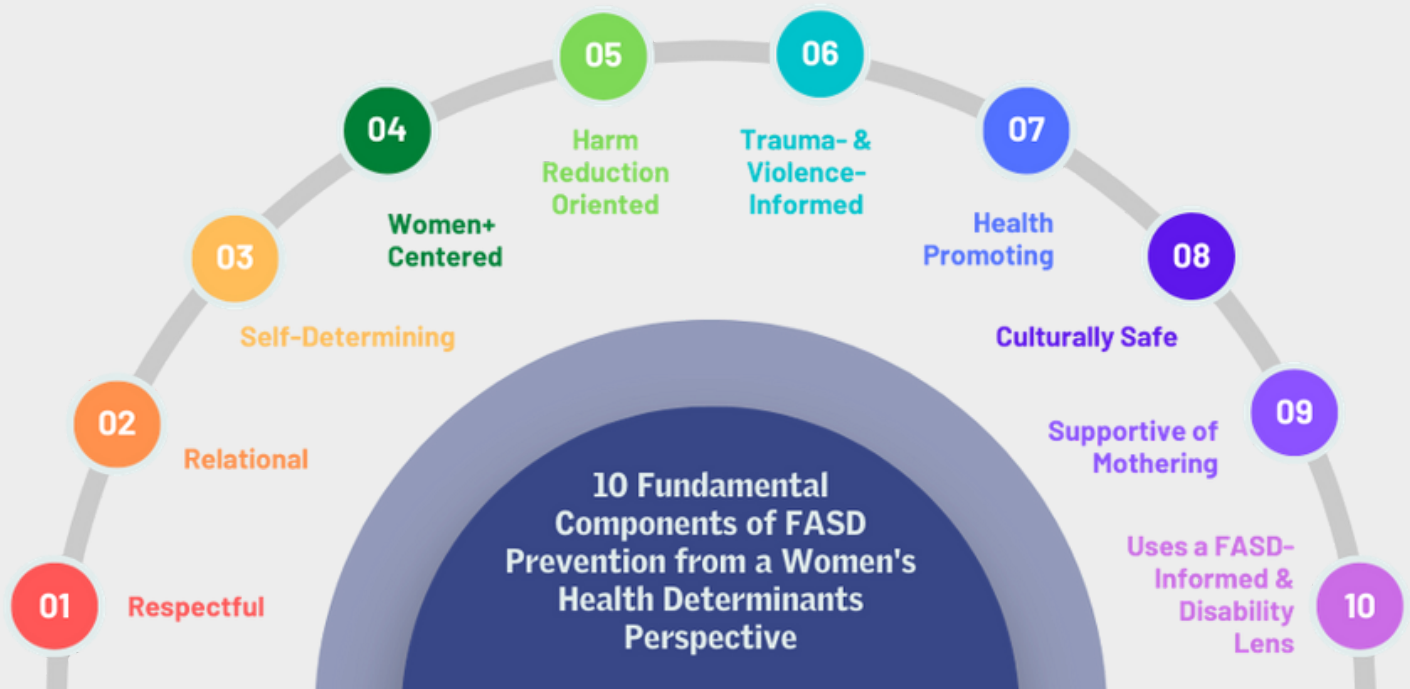 01
Respectful
02
Relational
03
Self-Determining
04
Women+
Centered
05
Harm
Reduction
Oriented
06
Trauma- &
Violence-
Informed
07
Health
Promoting
08
Culturally Safe
09
Supportive of
Mothering
10
Uses a FASD-
Informed &
Disability
Lens
10 Fundamental
Components of FASD
Prevention from a Women's
Health Determinants
Perspective